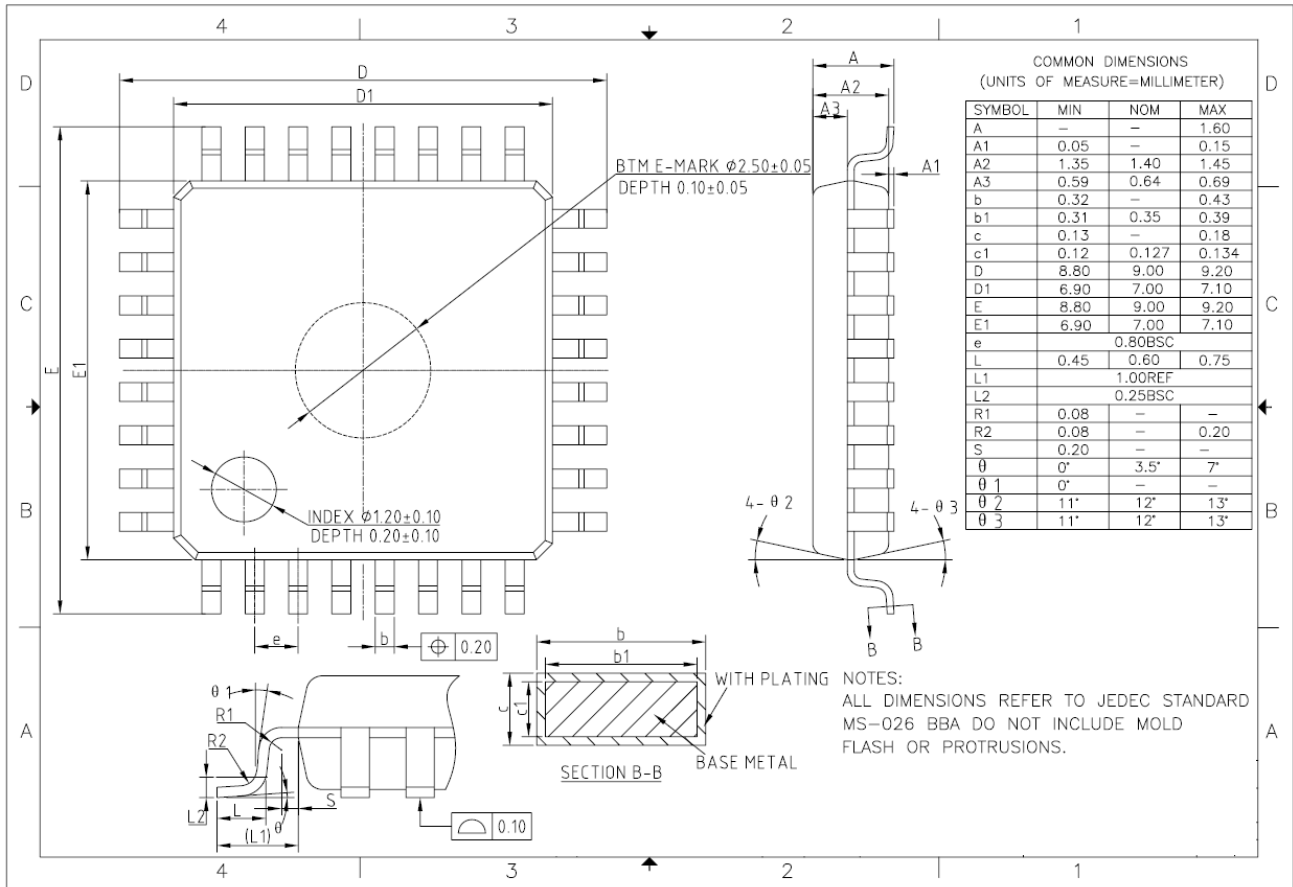 4 3 2 1
D D
C C
B B
A A
4 3 2 1
D
D1
E
E1
BTM E-MARK Ø2.50±0.05
DEPTH 0.10±0.05
INDEX Ø1.20±0.10
DEPTH 0.20±0.10
e
b
⌖ 0.20
A
A2
A3
A1
4-θ2
4-θ3
B B
COMMON DIMENSIONS
(UNITS OF MEASURE=MILLIMETER)
SYMBOL MIN NOM MAX
A – – 1.60
A1 0.05 – 0.15
A2 1.35 1.40 1.45
A3 0.59 0.64 0.69
b 0.32 – 0.43
b1 0.31 0.35 0.39
c 0.13 – 0.18
c1 0.12 0.127 0.134
D 8.80 9.00 9.20
D1 6.90 7.00 7.10
E 8.80 9.00 9.20
E1 6.90 7.00 7.10
e 0.80BSC
L 0.45 0.60 0.75
L1 1.00REF
L2 0.25BSC
R1 0.08 – –
R2 0.08 – 0.20
S 0.20 – –
θ 0° 3.5° 7°
θ1 0° – –
θ2 11° 12° 13°
θ3 11° 12° 13°
θ1
R1
R2
L2
L
(L1)
θ
S
⌓ 0.10
b
b1
c
c1
WITH PLATING
BASE METAL
SECTION B-B
NOTES:
ALL DIMENSIONS REFER TO JEDEC STANDARD
MS-026 BBA DO NOT INCLUDE MOLD
FLASH OR PROTRUSIONS.